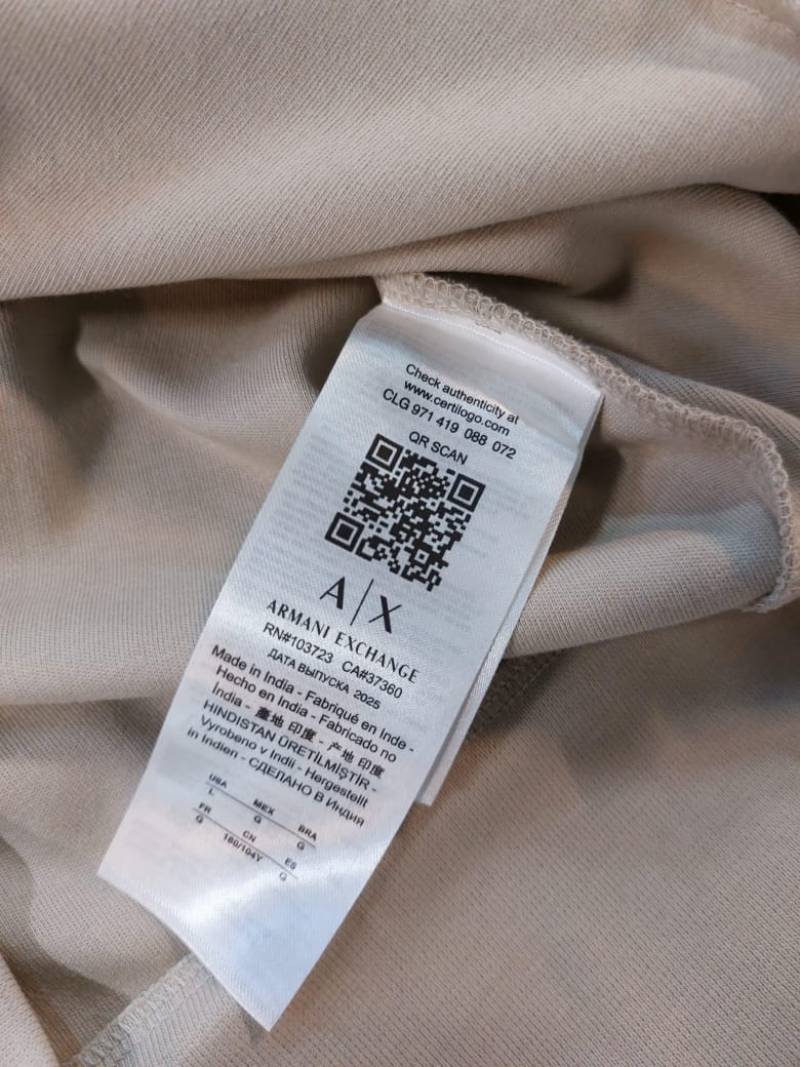 Check authenticity at
www.certilogo.com
CLG 971 419 088 072
QR SCAN
A|X
ARMANI EXCHANGE
RN#103723 CA#37360
ДАТА ВЫПУСКА 2025
Made in India - Fabriqué en Inde -
Hecho en India - Fabricado no
Índia - 產地 印度 - 产地 印度
HINDISTAN ÜRETİLMİŞTİR -
Vyrobeno v Indii - Hergestellt
in Indien - СДЕЛАНО В ИНДИЯ
USA MEX BRA
L G G
FR CN ES
G 180/104Y G